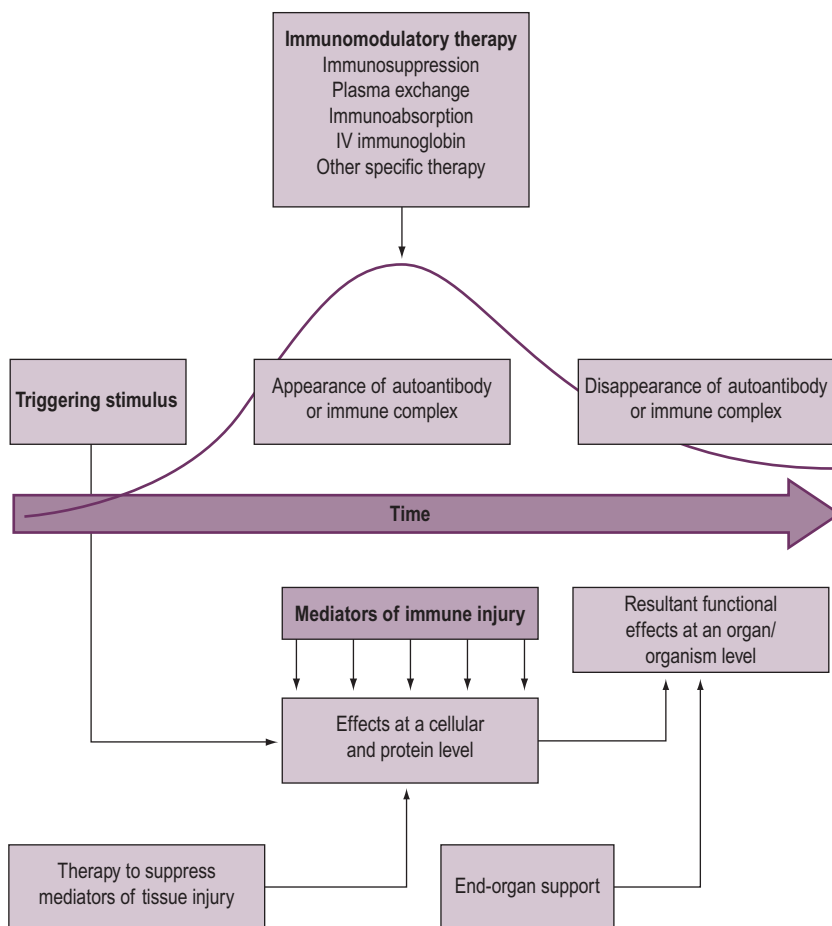 Immunomodulatory therapy
Immunosuppression
Plasma exchange
Immunoabsorption
IV immunoglobin
Other specific therapy
Triggering stimulus
Appearance of autoantibody
or immune complex
Disappearance of autoantibody
or immune complex
Time
Mediators of immune injury
Resultant functional
effects at an organ/
organism level
Effects at a cellular
and protein level
Therapy to suppress
mediators of tissue injury
End-organ support